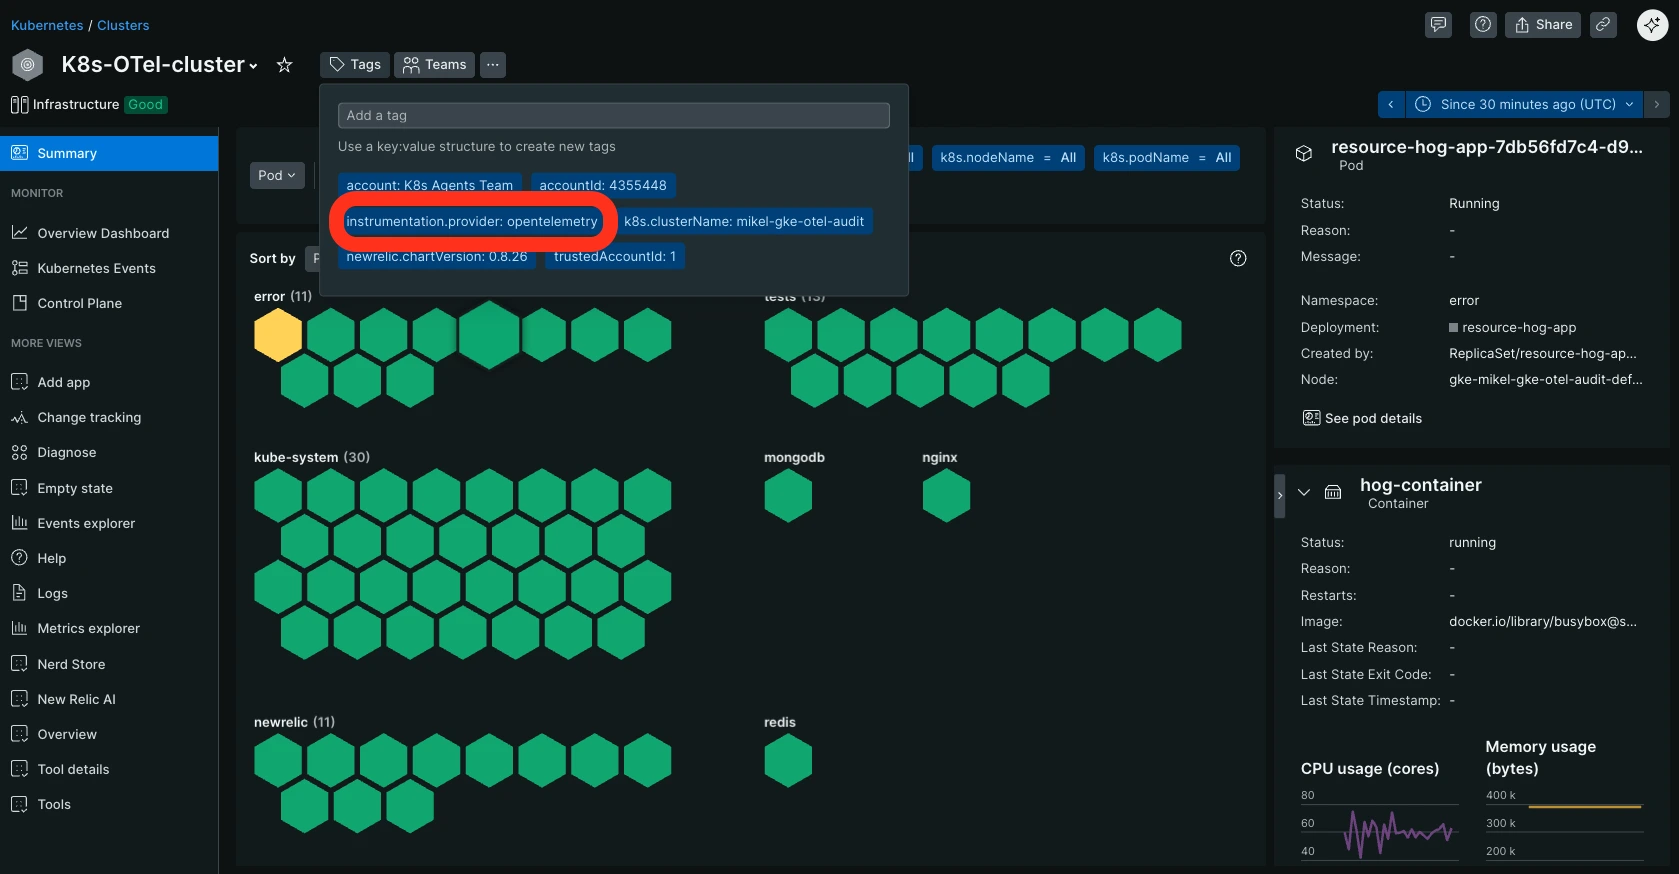 Kubernetes / Clusters
Share
K8s-OTel-cluster
Tags
Teams
...
Infrastructure Good
Since 30 minutes ago (UTC)
Add a tag
Use a key:value structure to create new tags
account: K8s Agents Team
accountId: 4355448
instrumentation.provider: opentelemetry
k8s.clusterName: mikel-gke-otel-audit
newrelic.chartVersion: 0.8.26
trustedAccountId: 1
Summary
MONITOR
Overview Dashboard
Kubernetes Events
Control Plane
MORE VIEWS
Add app
Change tracking
Diagnose
Empty state
Events explorer
Help
Logs
Metrics explorer
Nerd Store
New Relic AI
Overview
Tool details
Tools
Pod
k8s.nodeName = All
k8s.podName = All
Sort by
error (11)
tests (13)
kube-system (30)
mongodb
nginx
newrelic (11)
redis
resource-hog-app-7db56fd7c4-d9...
Pod
Status: Running
Reason: -
Message: -
Namespace: error
Deployment: resource-hog-app
Created by: ReplicaSet/resource-hog-ap...
Node: gke-mikel-gke-otel-audit-def...
See pod details
hog-container
Container
Status: running
Reason: -
Restarts: -
Image: docker.io/library/busybox@s...
Last State Reason: -
Last State Exit Code: -
Last State Timestamp: -
CPU usage (cores)
80
60
40
Memory usage
(bytes)
400 k
300 k
200 k